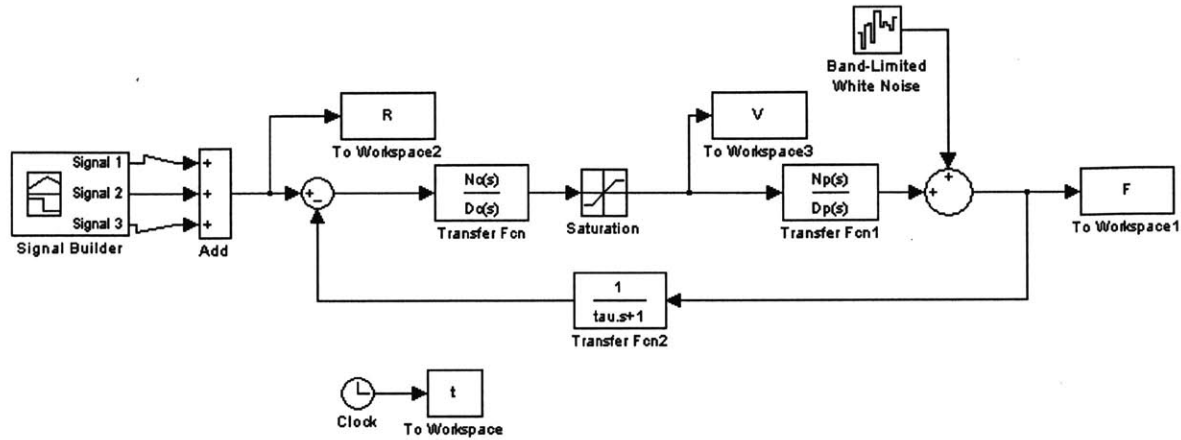 Band-Limited
White Noise
R
To Workspace2
V
To Workspace3
Signal 1
Signal 2
Signal 3
Signal Builder
+
+
+
Add
+
−
Nc(s)
Dc(s)
Transfer Fcn
Saturation
Np(s)
Dp(s)
Transfer Fcn1
+
+
F
To Workspace1
1
tau.s+1
Transfer Fcn2
Clock
t
To Workspace